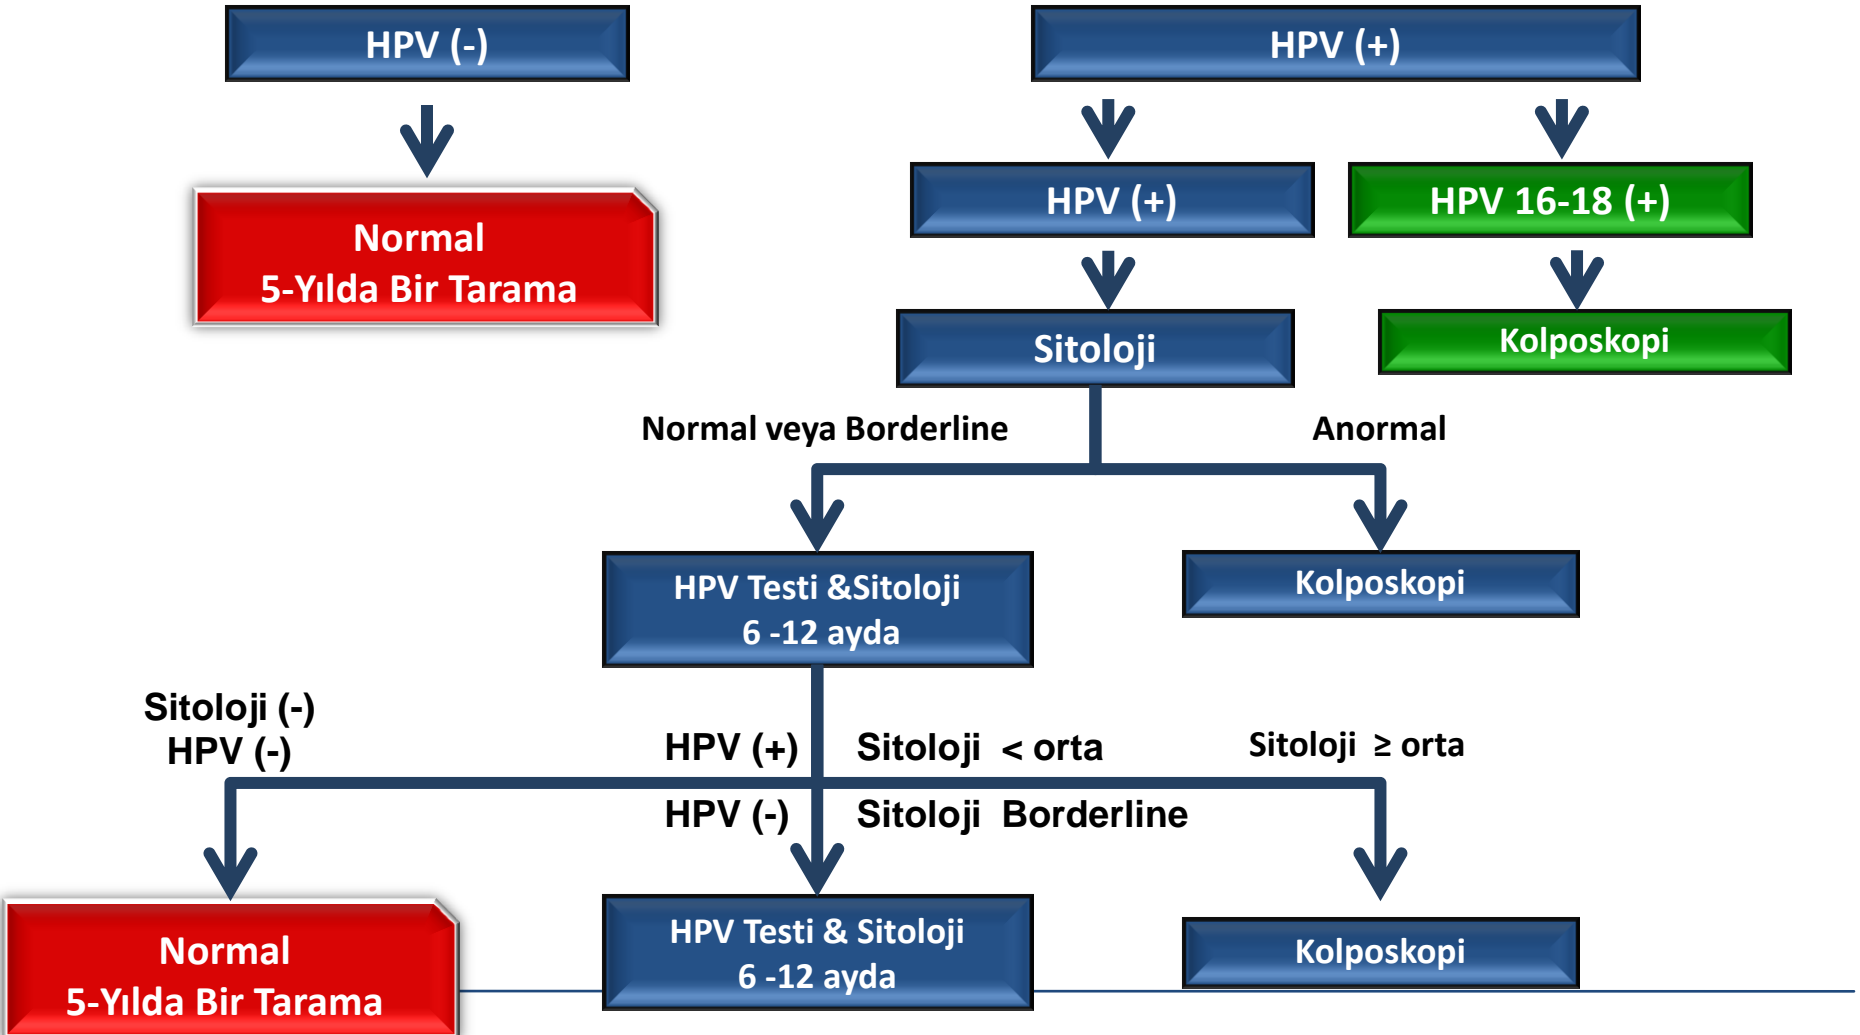 HPV (-)
HPV (+)
HPV (+)
HPV 16-18 (+)
Normal
5-Yılda Bir Tarama
Sitoloji
Kolposkopi
Normal veya Borderline
Anormal
HPV Testi &Sitoloji
6 -12 ayda
Kolposkopi
Sitoloji (-)
HPV (-)
HPV (+) Sitoloji < orta
Sitoloji ≥ orta
HPV (-) Sitoloji Borderline
Normal
5-Yılda Bir Tarama
HPV Testi & Sitoloji
6 -12 ayda
Kolposkopi